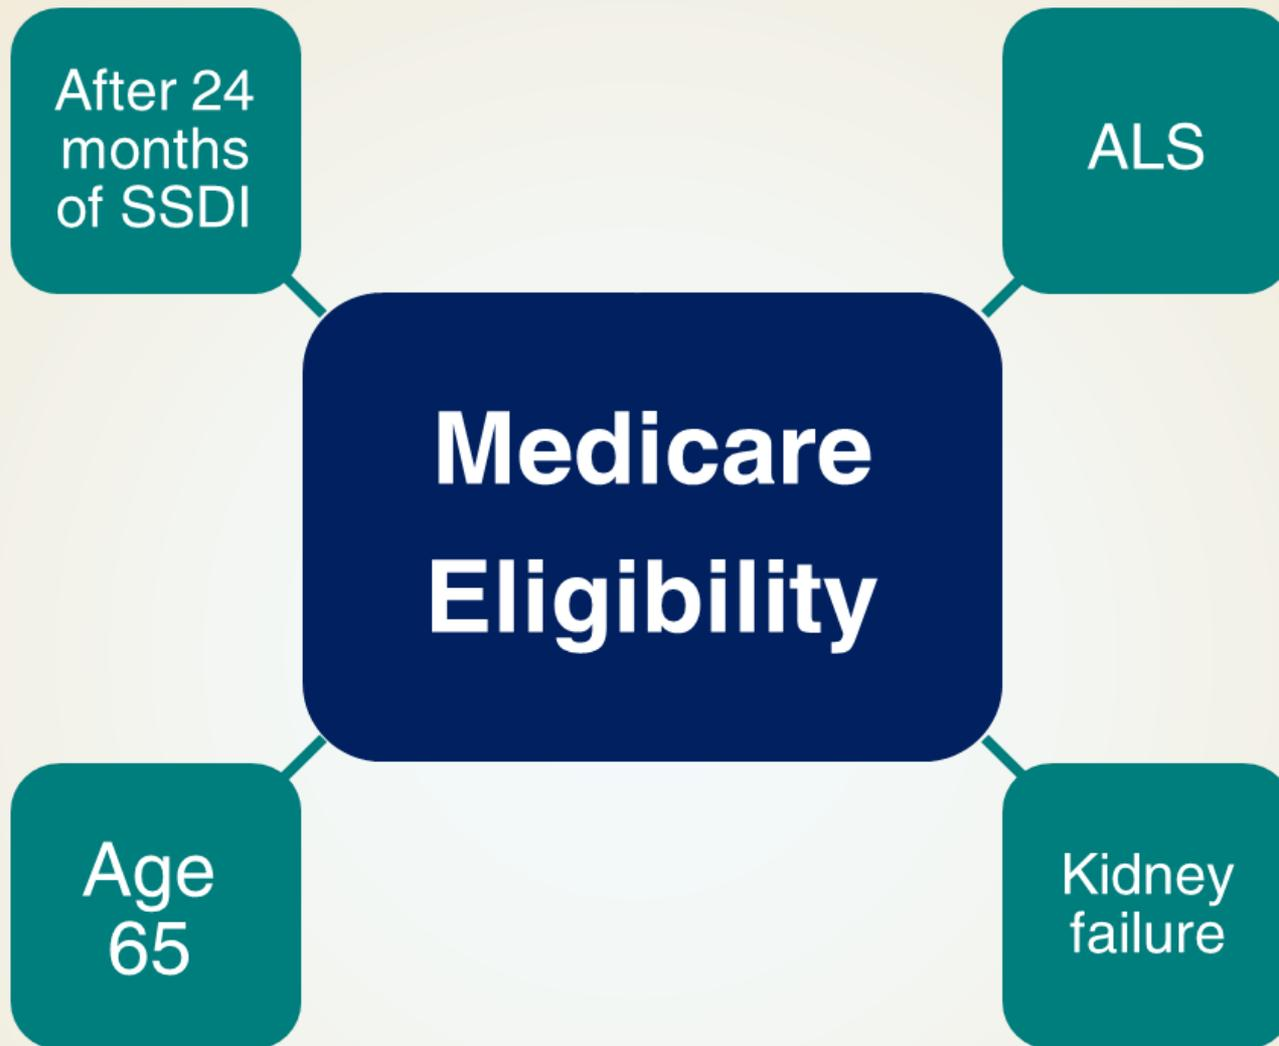 After 24
months
of SSDI
ALS
Medicare
Eligibility
Age
65
Kidney
failure